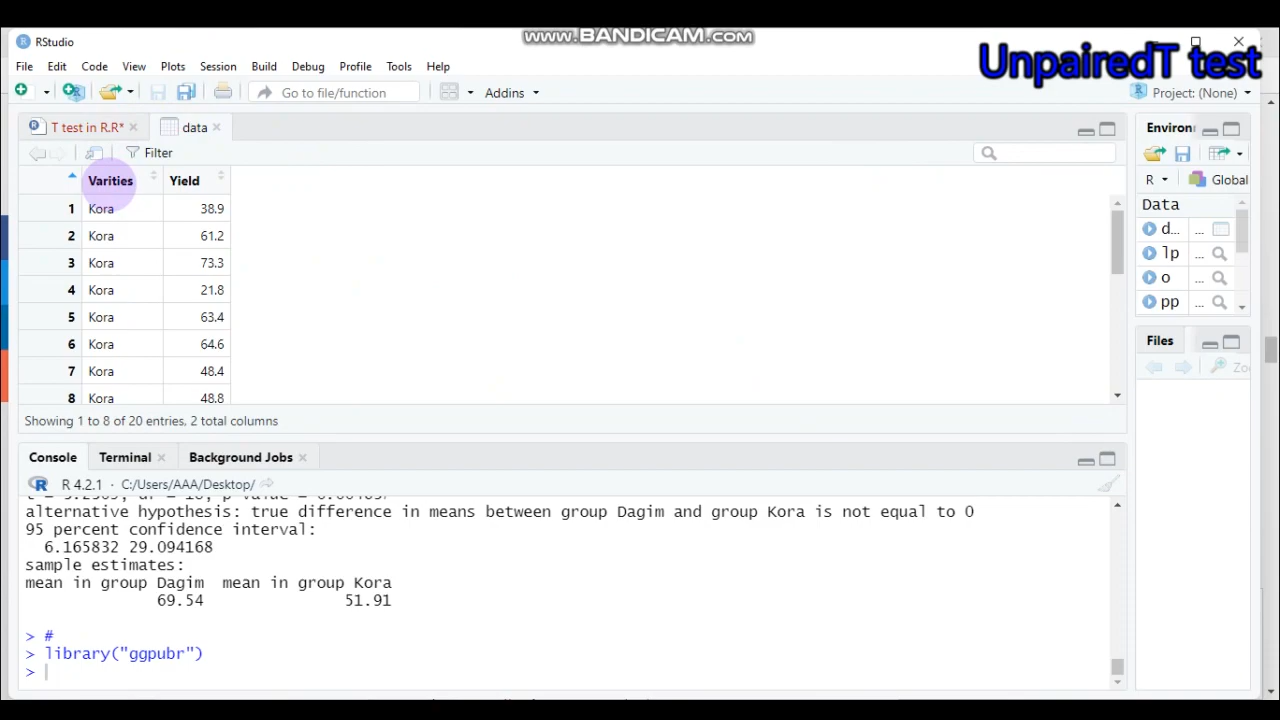 www.BANDICAM.com
RStudio
UnpairedT test
File Edit Code View Plots Session Build Debug Profile Tools Help
Go to file/function Addins Project: (None)
T test in R.R* data Environ
Filter
R Global
Varities Yield Data
1 Kora 38.9 d...
2 Kora 61.2 lp ...
3 Kora 73.3 o ...
4 Kora 21.8 pp ...
5 Kora 63.4
6 Kora 64.6 Files
7 Kora 48.4 Zo
8 Kora 48.8
Showing 1 to 8 of 20 entries, 2 total columns
Console Terminal Background Jobs
R 4.2.1 · C:/Users/AAA/Desktop/
alternative hypothesis: true difference in means between group Dagim and group Kora is not equal to 0
95 percent confidence interval:
6.165832 29.094168
sample estimates:
mean in group Dagim mean in group Kora
69.54 51.91
> #
> library("ggpubr")
>